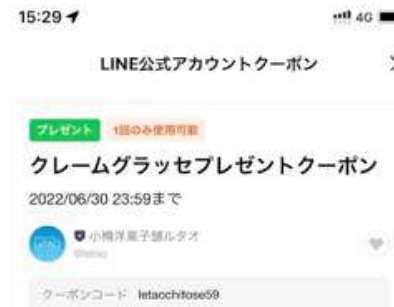 15:29
4G
LINE公式アカウントクーポン
プレゼント 1回のみ使用可能
クレームグラッセプレゼントクーポン
2022/06/30 23:59まで
小樽洋菓子舗ルタオ
クーポンコード letaochitose59